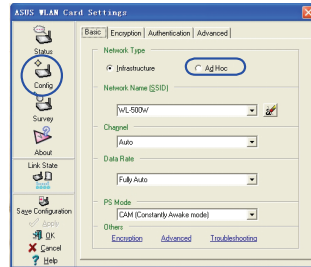 ASUS WLAN Card Settings
Status
Config
Survey
About
Link State
Save Configuration
Apply
OK
Cancel
Help
Basic
Encryption
Authentication
Advanced
Network Type
Infrastructure
Ad Hoc
Network Name (SSID)
WL-500W
Channel
Auto
Data Rate
Fully Auto
PS Mode
CAM (Constantly Awake mode)
Others
Encryption
Advanced
Troubleshooting